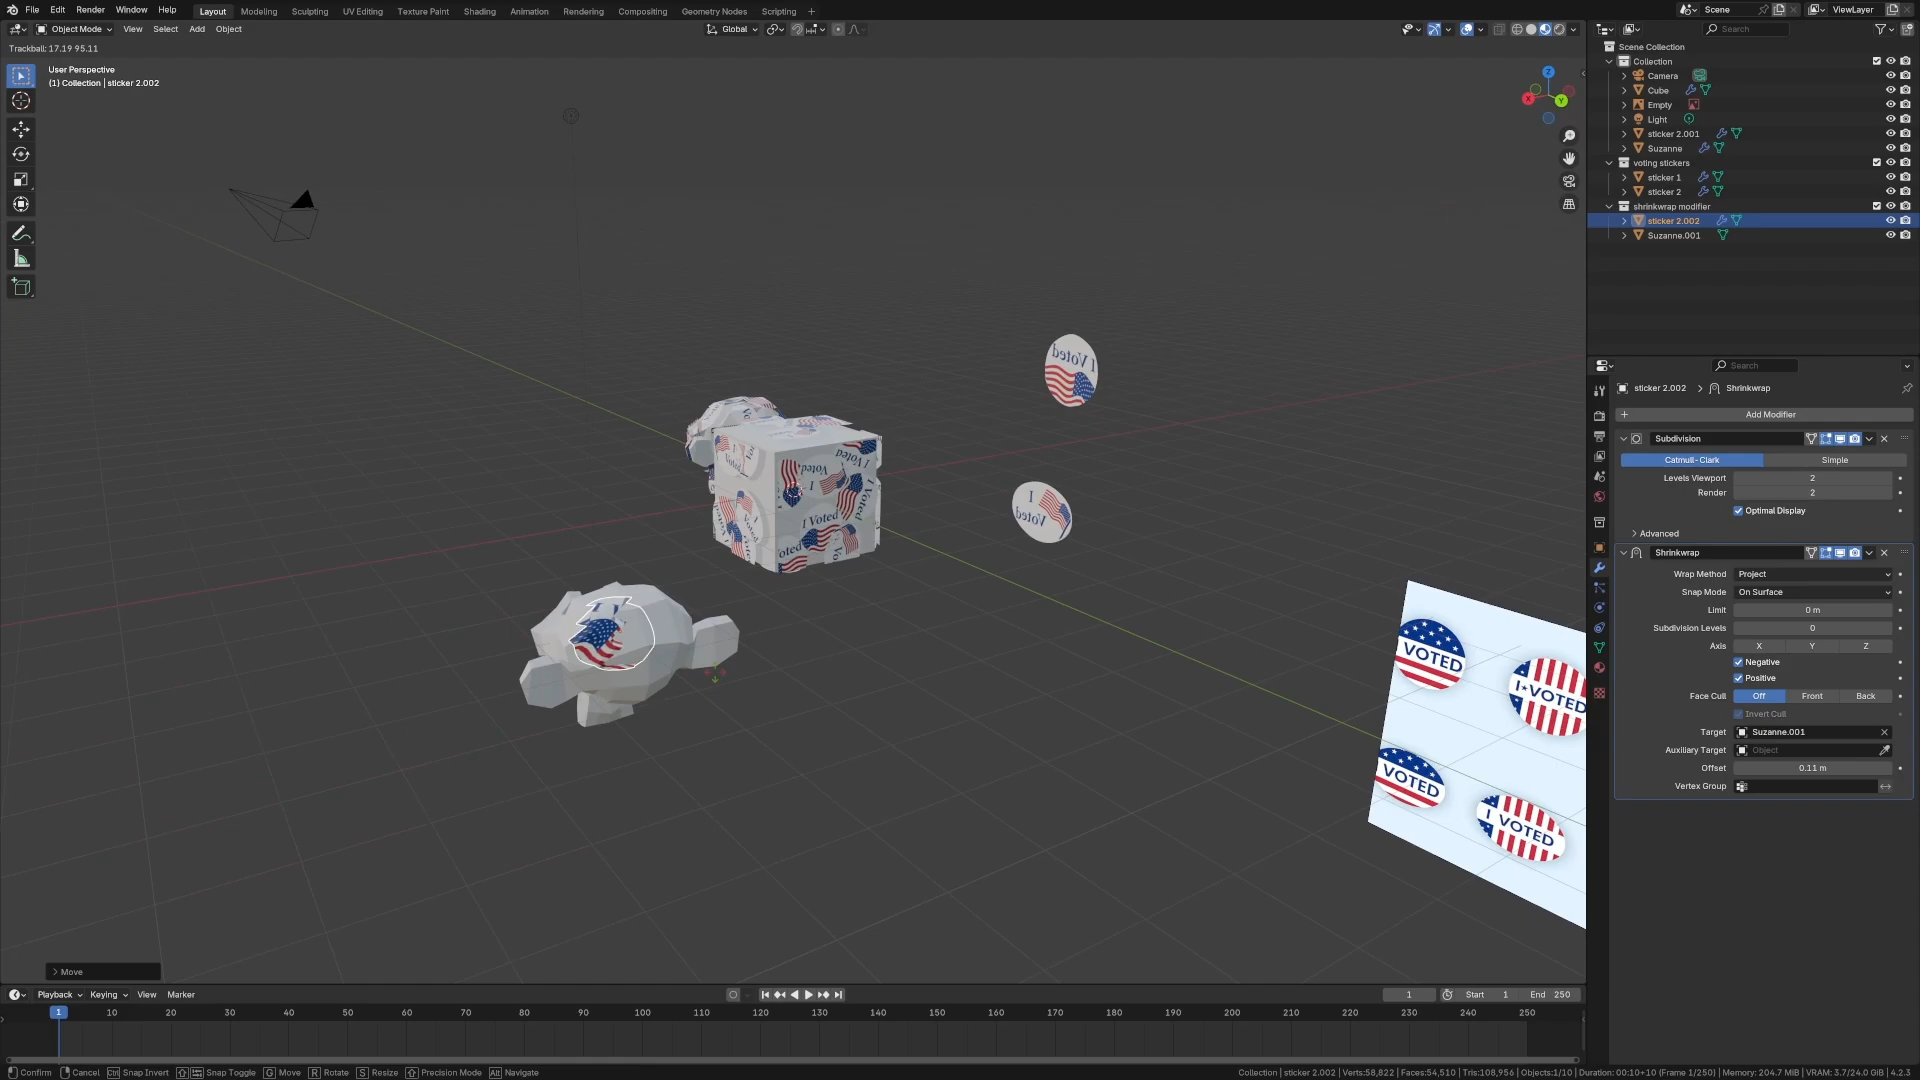 File Edit Render Window Help Layout Modeling Sculpting UV Editing Texture Paint Shading Animation Rendering Compositing Geometry Nodes Scripting + Scene ViewLayer
Object Mode View Select Add Object Global Search
Trackball: 17.19 95.11
User Perspective
(1) Collection | sticker 2.002
Scene Collection
Collection
Camera
Cube
Empty
Light
sticker 2.001
Suzanne
voting stickers
sticker 1
sticker 2
shrinkwrap modifier
sticker 2.002
Suzanne.001
Z
X
Y
I Voted
I Voted
I Voted
I Voted
I Voted
VOTED
I★VOTED
VOTED
I VOTED
Search
sticker 2.002 > Shrinkwrap
+ Add Modifier
Subdivision
Catmull-Clark Simple
Levels Viewport 2
Render 2
Optimal Display
Advanced
Shrinkwrap
Wrap Method Project
Snap Mode On Surface
Limit 0 m
Subdivision Levels 0
Axis X Y Z
Negative
Positive
Face Cull Off Front Back
Invert Cull
Target Suzanne.001
Auxiliary Target Object
Offset 0.11 m
Vertex Group
> Move
Playback Keying View Marker 1 Start 1 End 250
1 10 20 30 40 50 60 70 80 90 100 110 120 130 140 150 160 170 180 190 200 210 220 230 240 250
Confirm Cancel Ctrl Snap Invert Snap Toggle G Move R Rotate S Resize Precision Mode Alt Navigate Collection | sticker 2.002 | Verts:58,822 | Faces:54,510 | Tris:108,956 | Objects:1/10 | Duration: 00:10+10 (Frame 1/250) | Memory: 204.7 MiB | VRAM: 3.7/24.0 GiB | 4.2.3